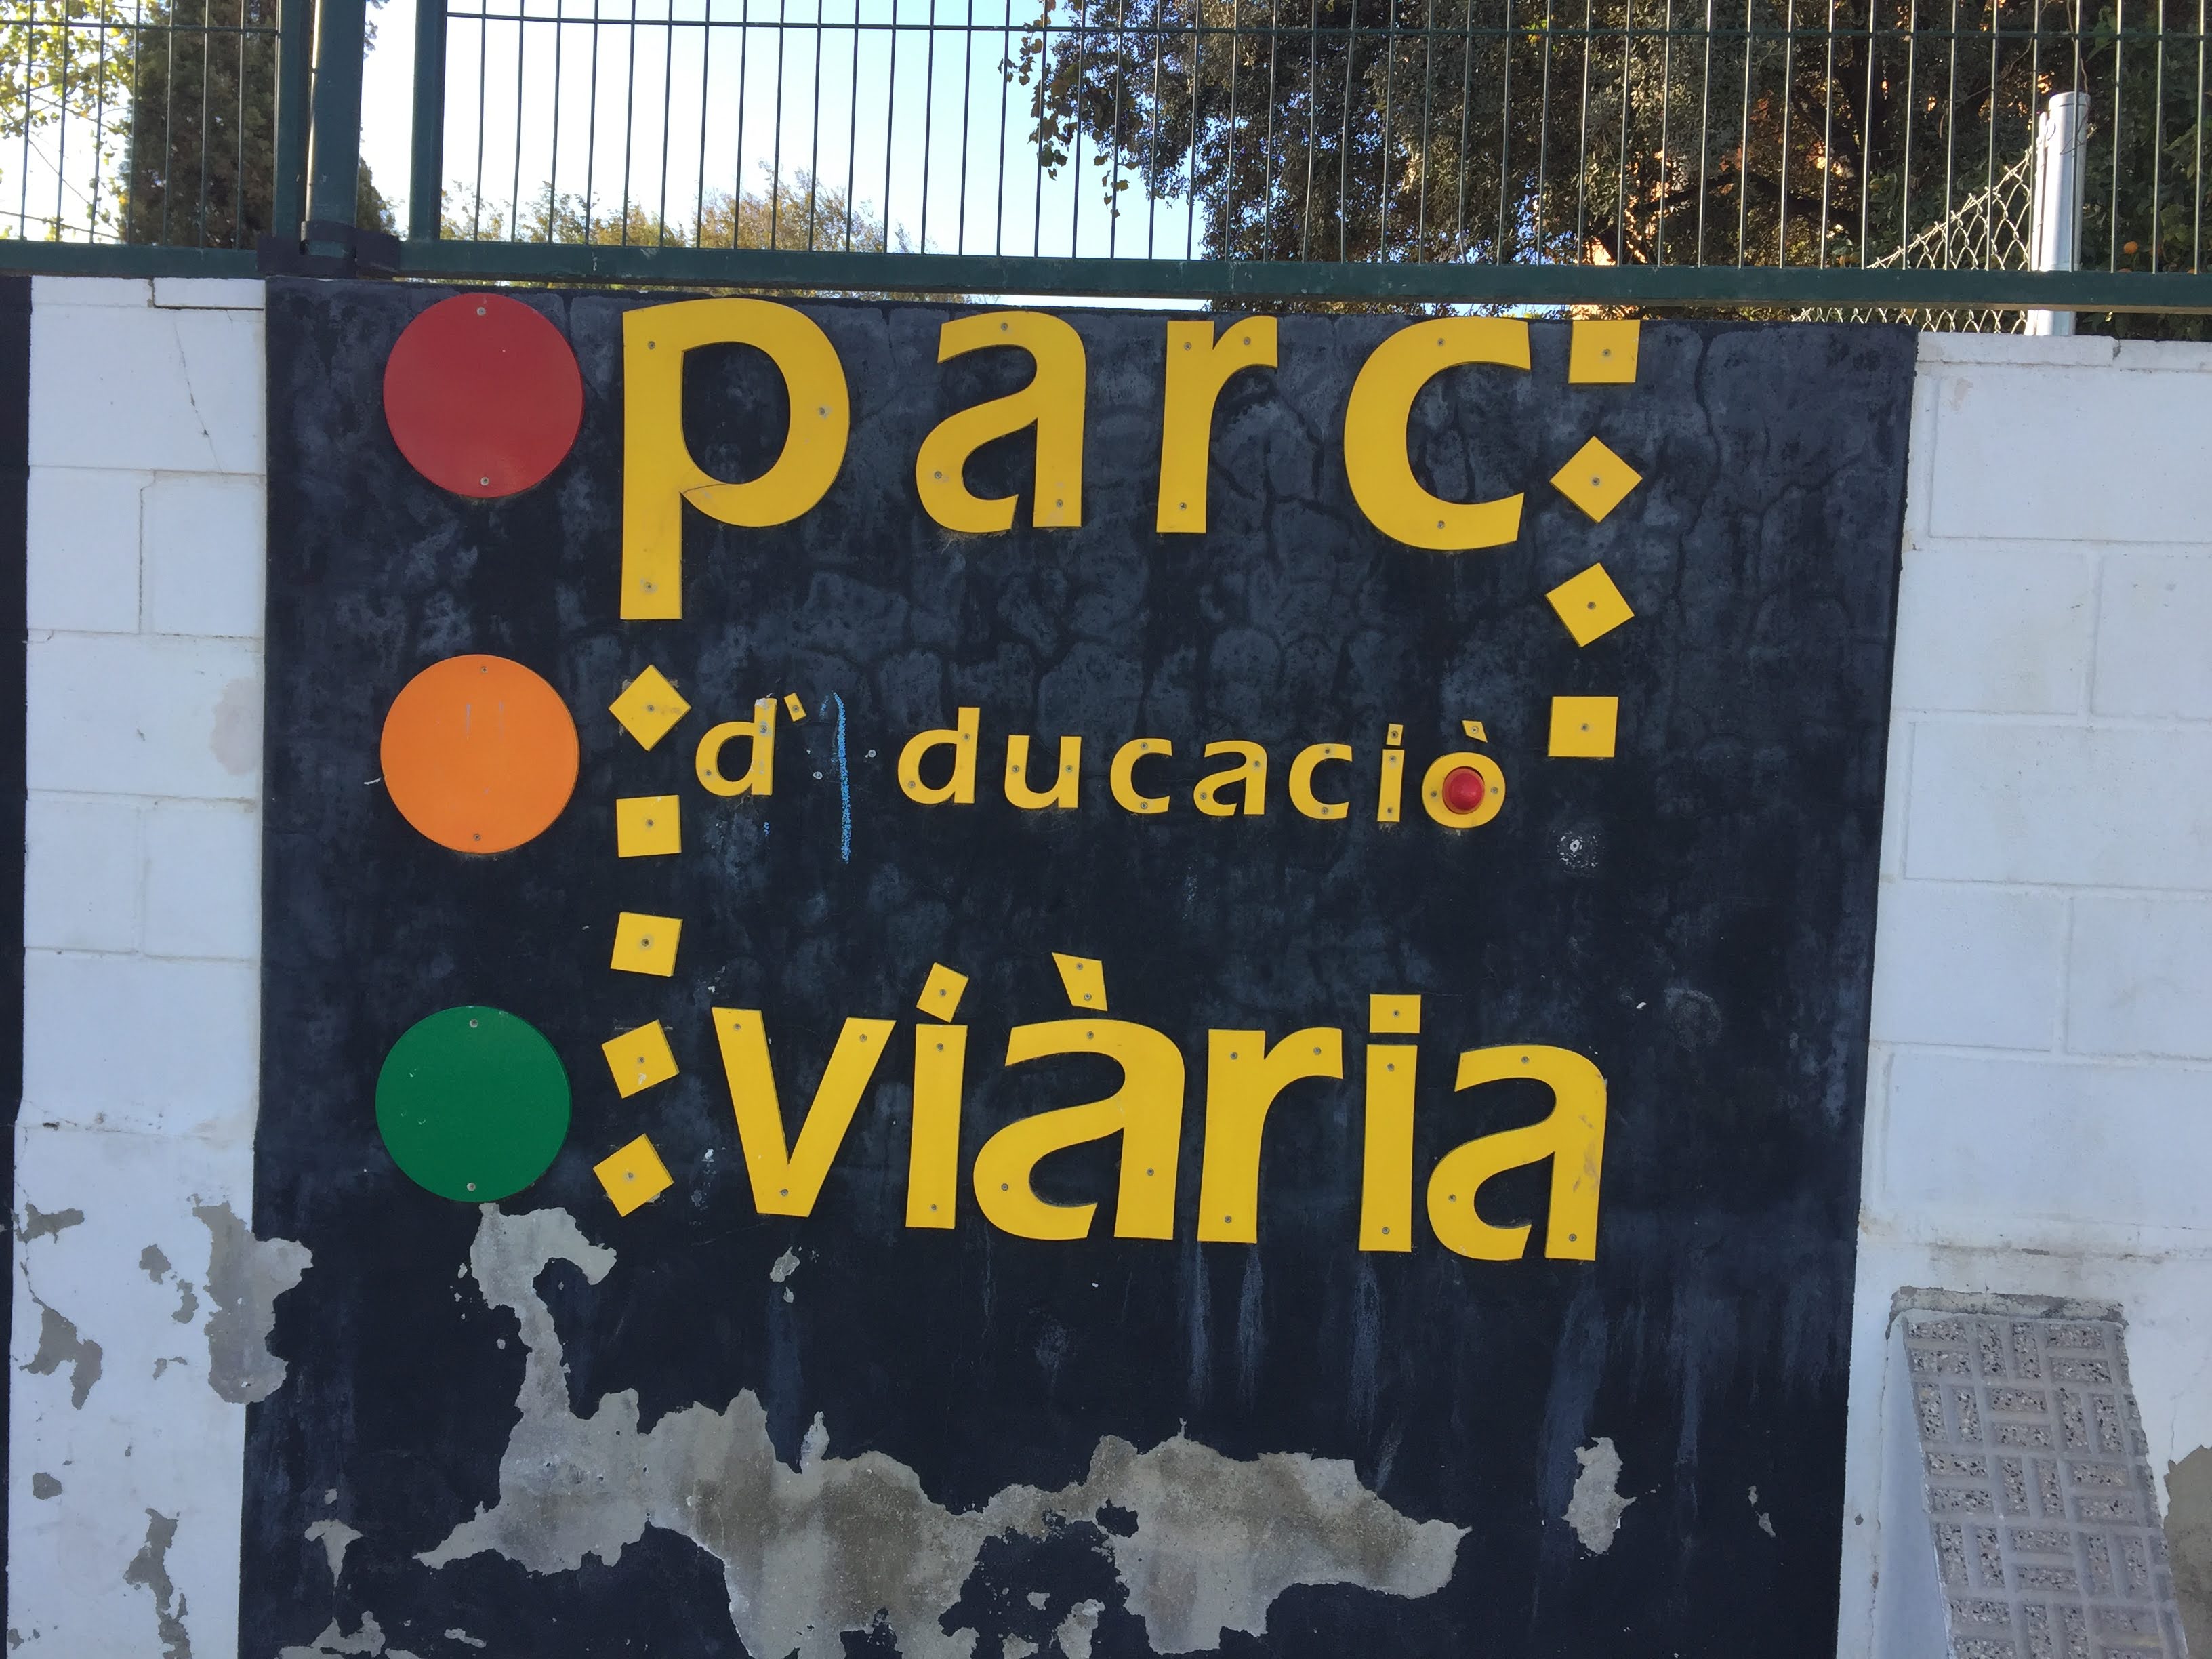 parc
d' ducaciò
viària